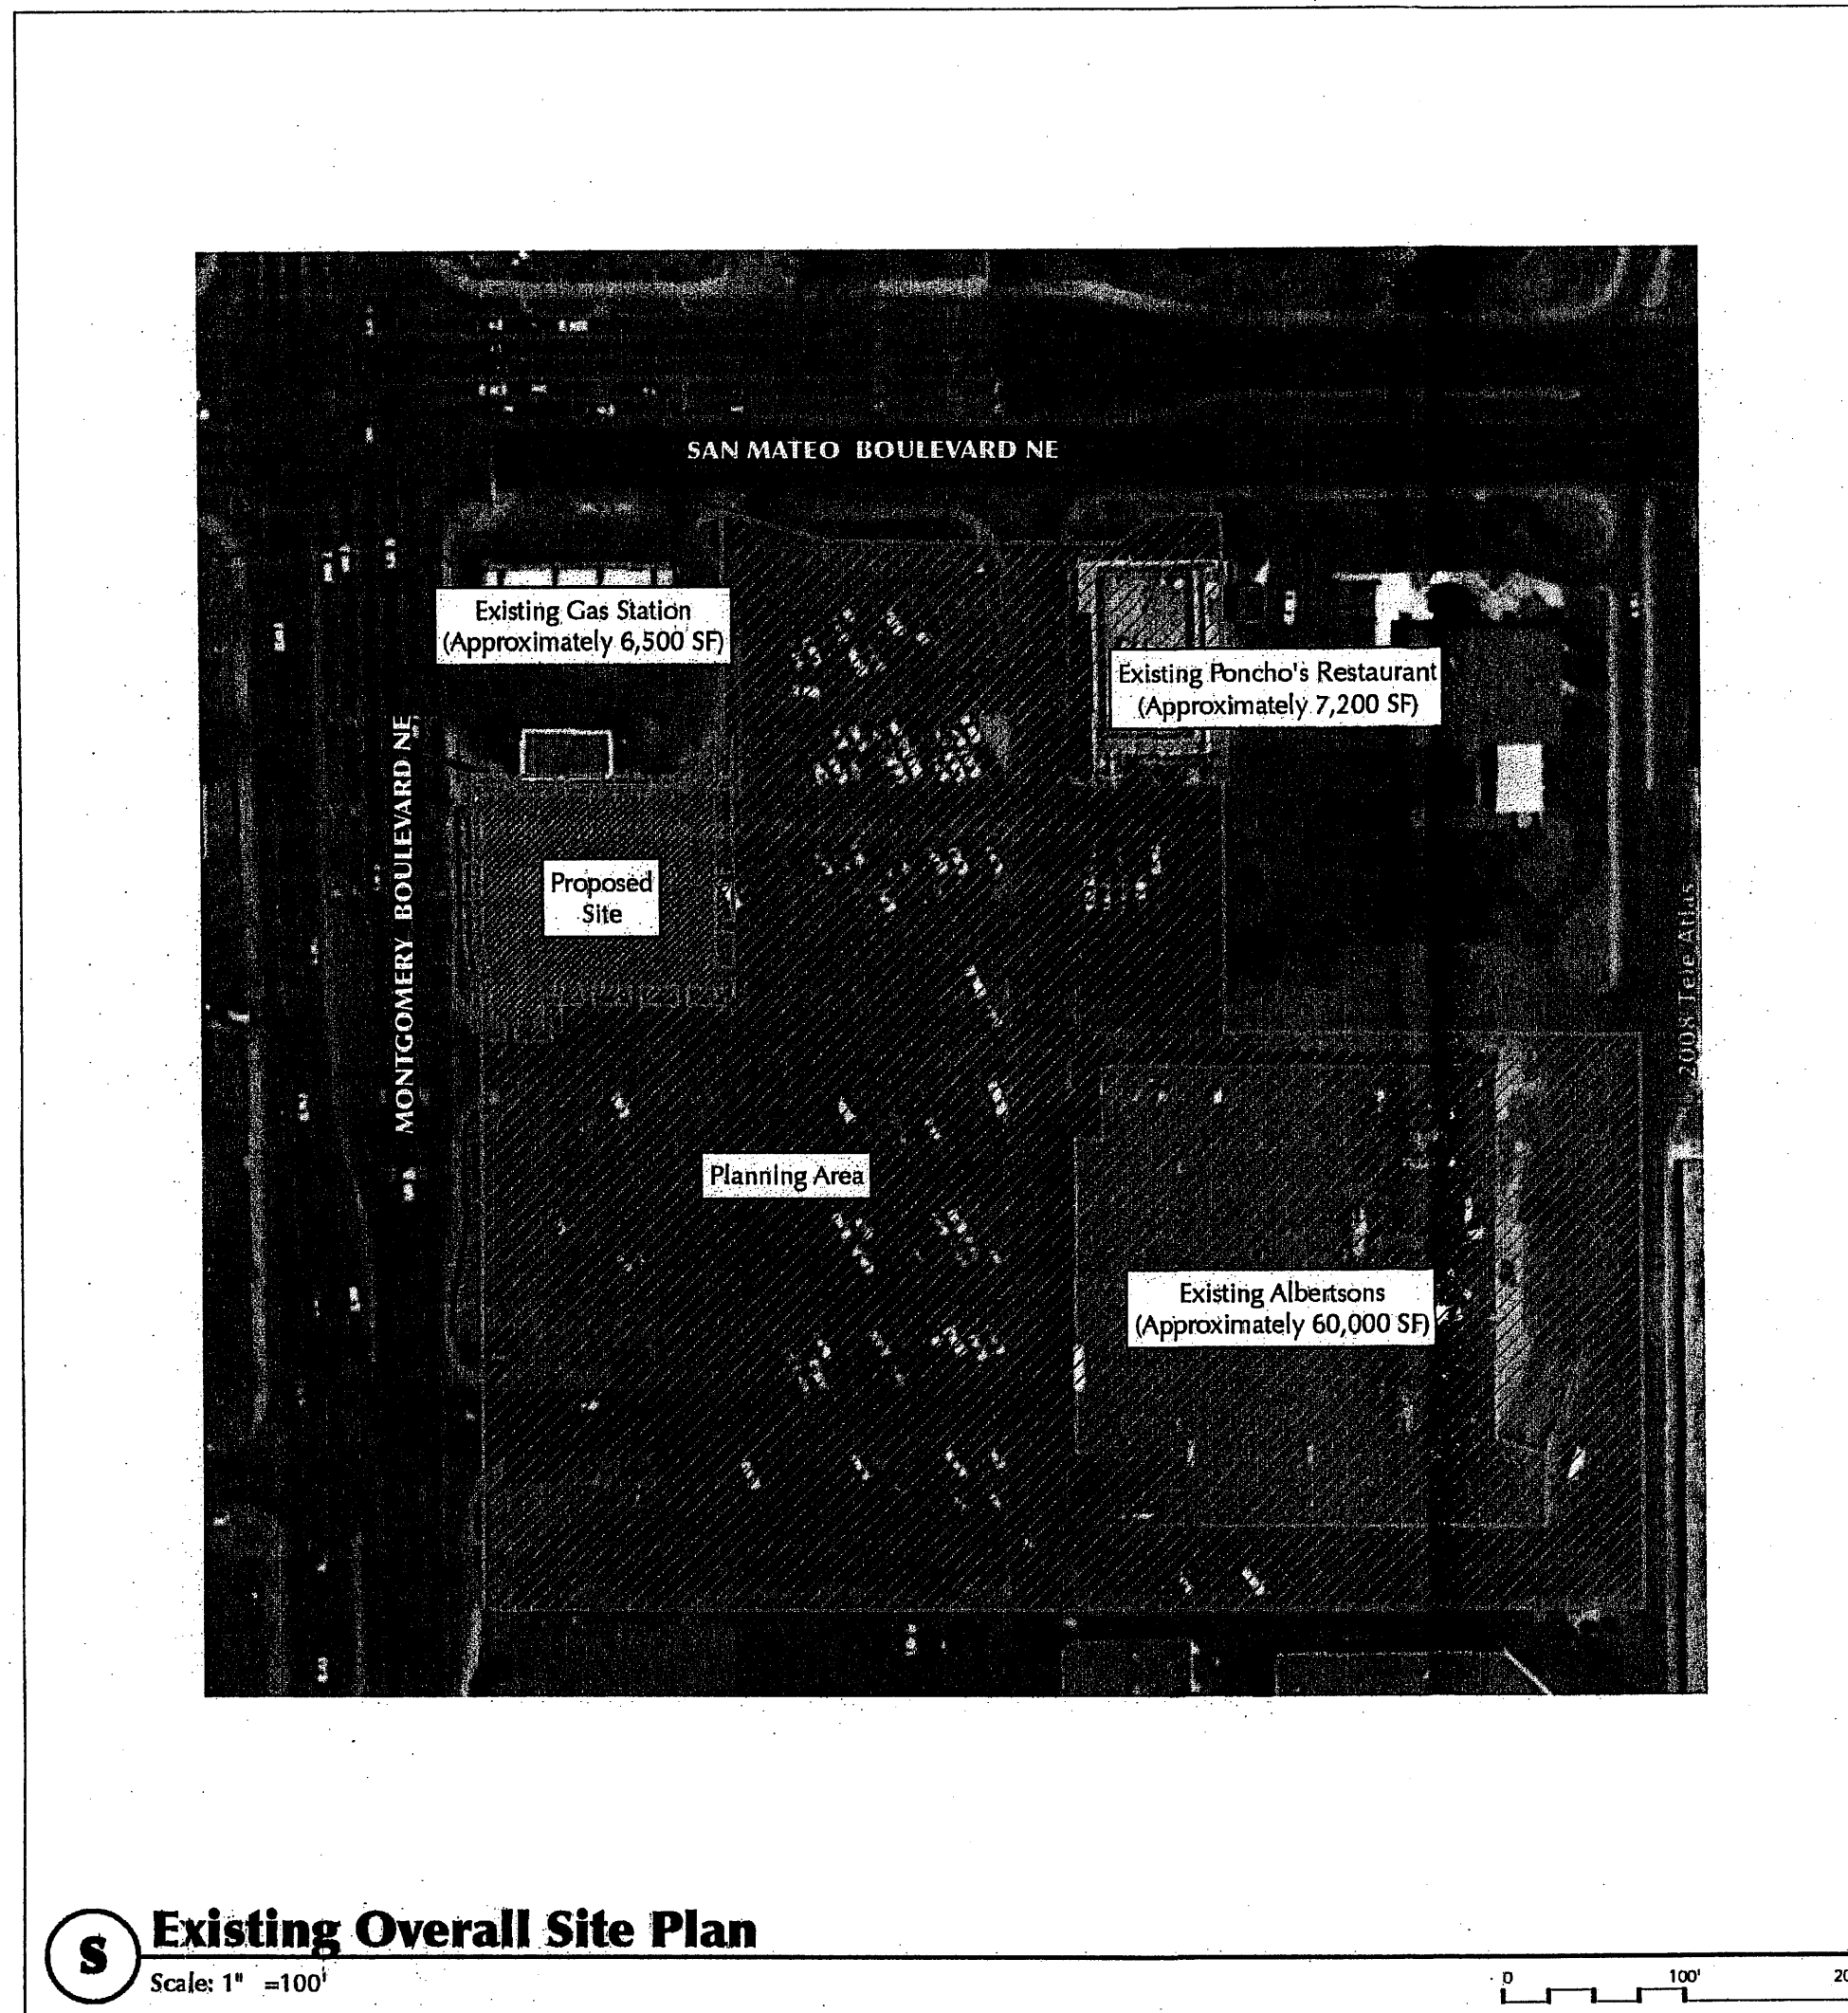 SAN MATEO BOULEVARD NE
Existing Gas Station
(Approximately 6,500 SF)
Existing Poncho's Restaurant
(Approximately 7,200 SF)
MONTGOMERY BOULEVARD NE
Proposed
Site
2008 Tele Atlas
Planning Area
Existing Albertsons
(Approximately 60,000 SF)
S
Existing Overall Site Plan
Scale: 1" =100'
0 100' 20